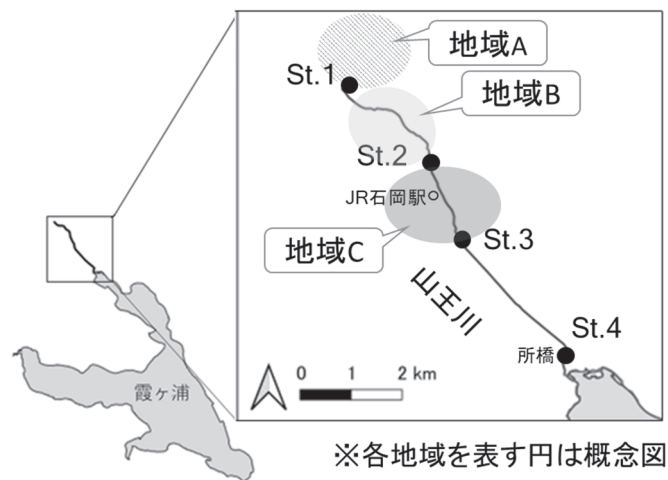 地域A
St.1
地域B
St.2
JR石岡駅
地域C
St.3
山王川
St.4
所橋
0 1 2 km
霞ヶ浦
※各地域を表す円は概念図